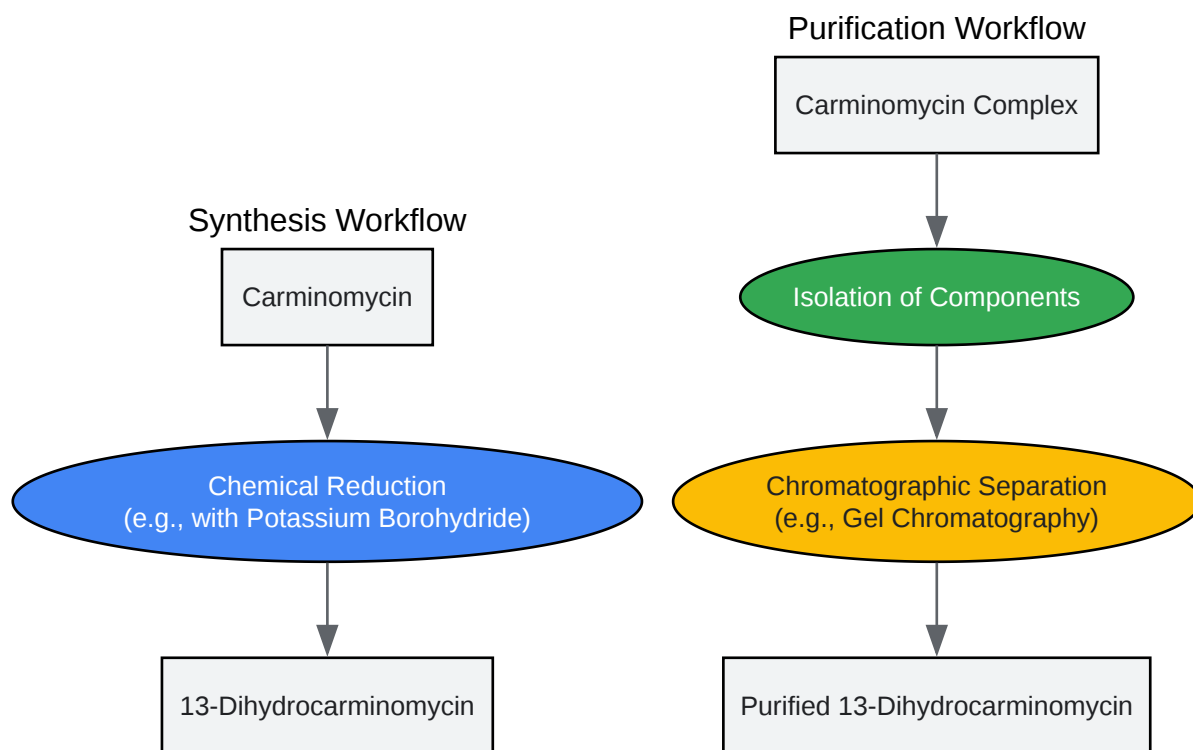 Synthesis Workflow
Carminomycin
Chemical Reduction
(e.g., with Potassium Borohydride)
13-Dihydrocarminomycin
Purification Workflow
Carminomycin Complex
Isolation of Components
Chromatographic Separation
(e.g., Gel Chromatography)
Purified 13-Dihydrocarminomycin